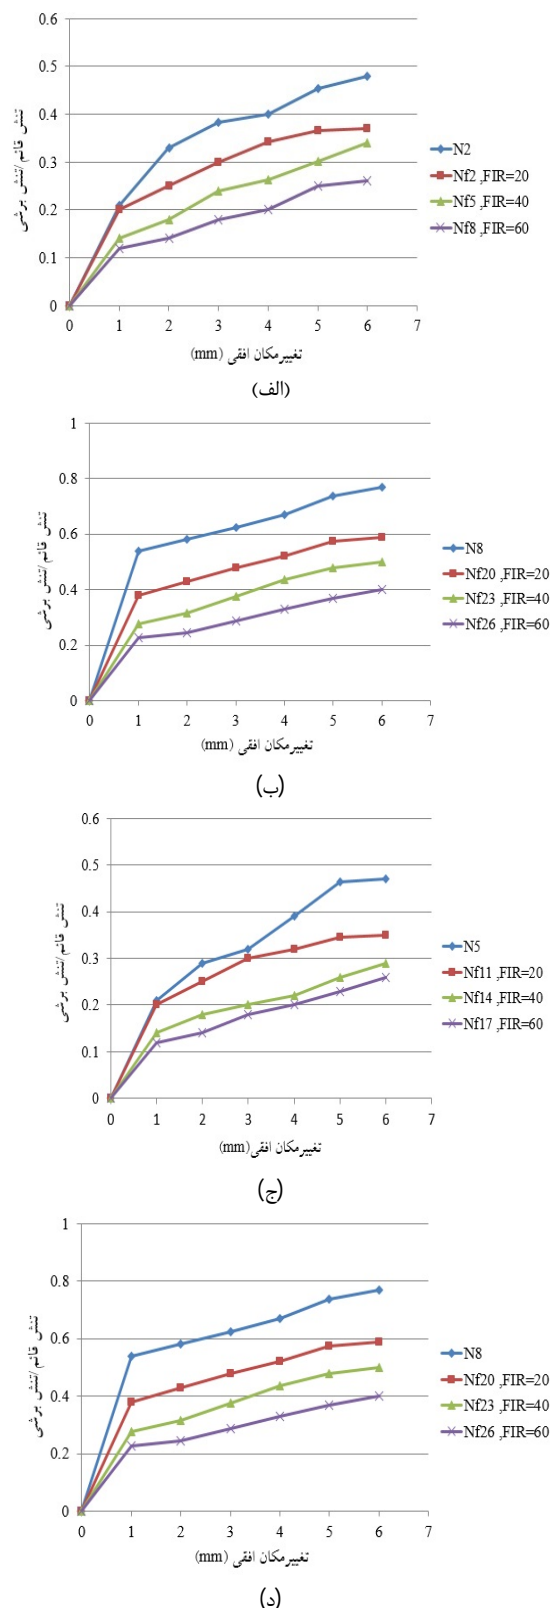 0.6
0.5
0.4
0.3
0.2
0.1
0
0 1 2 3 4 5 6 7
تنش قائم/تنش برشی
تغییرمکان افقی (mm)
N2
Nf2 ,FIR=20
Nf5 ,FIR=40
Nf8 ,FIR=60
(الف)
1
0.8
0.6
0.4
0.2
0
0 1 2 3 4 5 6 7
تنش قائم/تنش برشی
تغییرمکان افقی (mm)
N8
Nf20 ,FIR=20
Nf23 ,FIR=40
Nf26 ,FIR=60
(ب)
0.6
0.5
0.4
0.3
0.2
0.1
0
0 1 2 3 4 5 6 7
تنش قائم/تنش برشی
تغییرمکان افقی(mm)
N5
Nf11 ,FIR=20
Nf14 ,FIR=40
Nf17 ,FIR=60
(ج)
1
0.8
0.6
0.4
0.2
0
0 1 2 3 4 5 6 7
تنش قائم/تنش برشی
تغییرمکان افقی (mm)
N8
Nf20 ,FIR=20
Nf23 ,FIR=40
Nf26 ,FIR=60
(د)